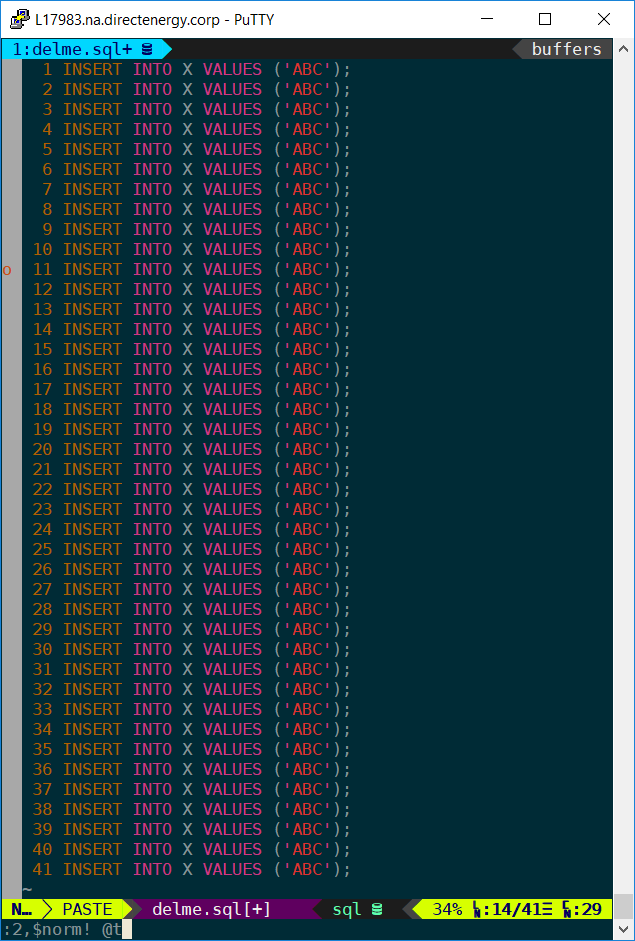 L17983.na.directenergy.corp - PuTTY
1:delme.sql+ buffers
1 INSERT INTO X VALUES ('ABC');
2 INSERT INTO X VALUES ('ABC');
3 INSERT INTO X VALUES ('ABC');
4 INSERT INTO X VALUES ('ABC');
5 INSERT INTO X VALUES ('ABC');
6 INSERT INTO X VALUES ('ABC');
7 INSERT INTO X VALUES ('ABC');
8 INSERT INTO X VALUES ('ABC');
9 INSERT INTO X VALUES ('ABC');
10 INSERT INTO X VALUES ('ABC');
o 11 INSERT INTO X VALUES ('ABC');
12 INSERT INTO X VALUES ('ABC');
13 INSERT INTO X VALUES ('ABC');
14 INSERT INTO X VALUES ('ABC');
15 INSERT INTO X VALUES ('ABC');
16 INSERT INTO X VALUES ('ABC');
17 INSERT INTO X VALUES ('ABC');
18 INSERT INTO X VALUES ('ABC');
19 INSERT INTO X VALUES ('ABC');
20 INSERT INTO X VALUES ('ABC');
21 INSERT INTO X VALUES ('ABC');
22 INSERT INTO X VALUES ('ABC');
23 INSERT INTO X VALUES ('ABC');
24 INSERT INTO X VALUES ('ABC');
25 INSERT INTO X VALUES ('ABC');
26 INSERT INTO X VALUES ('ABC');
27 INSERT INTO X VALUES ('ABC');
28 INSERT INTO X VALUES ('ABC');
29 INSERT INTO X VALUES ('ABC');
30 INSERT INTO X VALUES ('ABC');
31 INSERT INTO X VALUES ('ABC');
32 INSERT INTO X VALUES ('ABC');
33 INSERT INTO X VALUES ('ABC');
34 INSERT INTO X VALUES ('ABC');
35 INSERT INTO X VALUES ('ABC');
36 INSERT INTO X VALUES ('ABC');
37 INSERT INTO X VALUES ('ABC');
38 INSERT INTO X VALUES ('ABC');
39 INSERT INTO X VALUES ('ABC');
40 INSERT INTO X VALUES ('ABC');
41 INSERT INTO X VALUES ('ABC');
~
N… PASTE delme.sql[+] sql 34% ␤:14/41☰ ℅:29
:2,$norm! @t